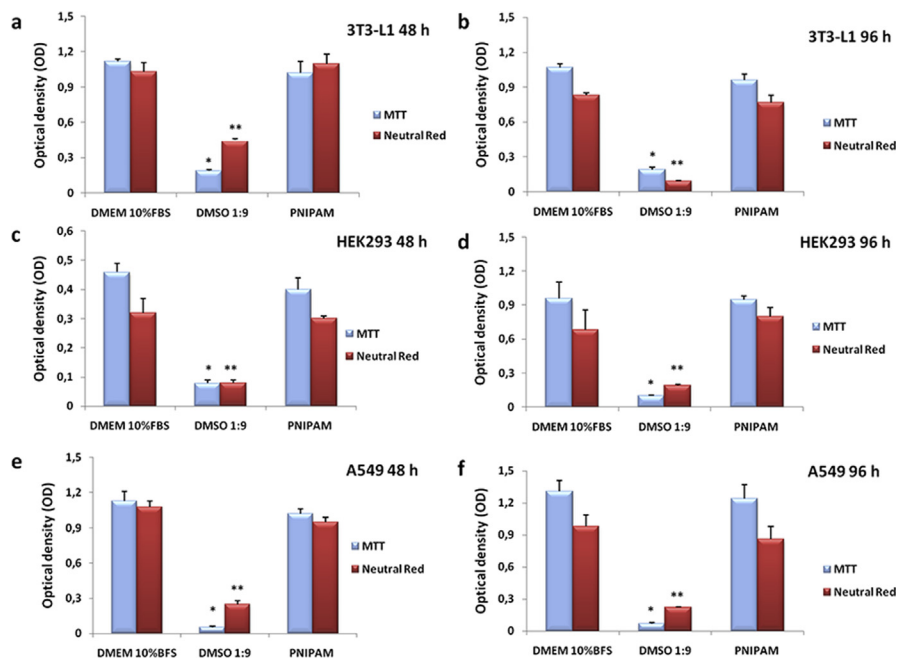 a
3T3-L1 48 h
Optical density (OD)
1,5
1,2
0,9
0,6
0,3
0
* **
MTT
Neutral Red
DMEM 10%FBS DMSO 1:9 PNIPAM
b
3T3-L1 96 h
Optical density (OD)
1,5
1,2
0,9
0,6
0,3
0
* **
MTT
Neutral Red
DMEM 10%FBS DMSO 1:9 PNIPAM
c
HEK293 48 h
Optical density (OD)
0,6
0,5
0,4
0,3
0,2
0,1
0
* **
MTT
Neutral Red
DMEM 10%FBS DMSO 1:9 PNIPAM
d
HEK293 96 h
Optical density (OD)
1,5
1,2
0,9
0,6
0,3
0
* **
MTT
Neutral Red
DMEM 10%FBS DMSO 1:9 PNIPAM
e
A549 48 h
Optical density (OD)
1,5
1,2
0,9
0,6
0,3
0
* **
MTT
Neutral Red
DMEM 10%BFS DMSO 1:9 PNIPAM
f
A549 96 h
Optical density (OD)
1,5
1,2
0,9
0,6
0,3
0
* **
MTT
Neutral Red
DMEM 10%BFS DMSO 1:9 PNIPAM